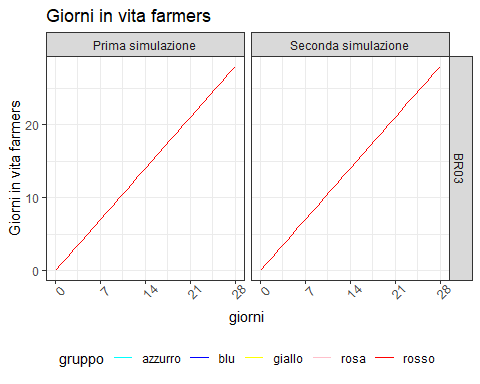 Giorni in vita farmers
Prima simulazione
Seconda simulazione
Giorni in vita farmers
20
10
0
BR03
0 7 14 21 28
0 7 14 21 28
giorni
gruppo azzurro blu giallo rosa rosso